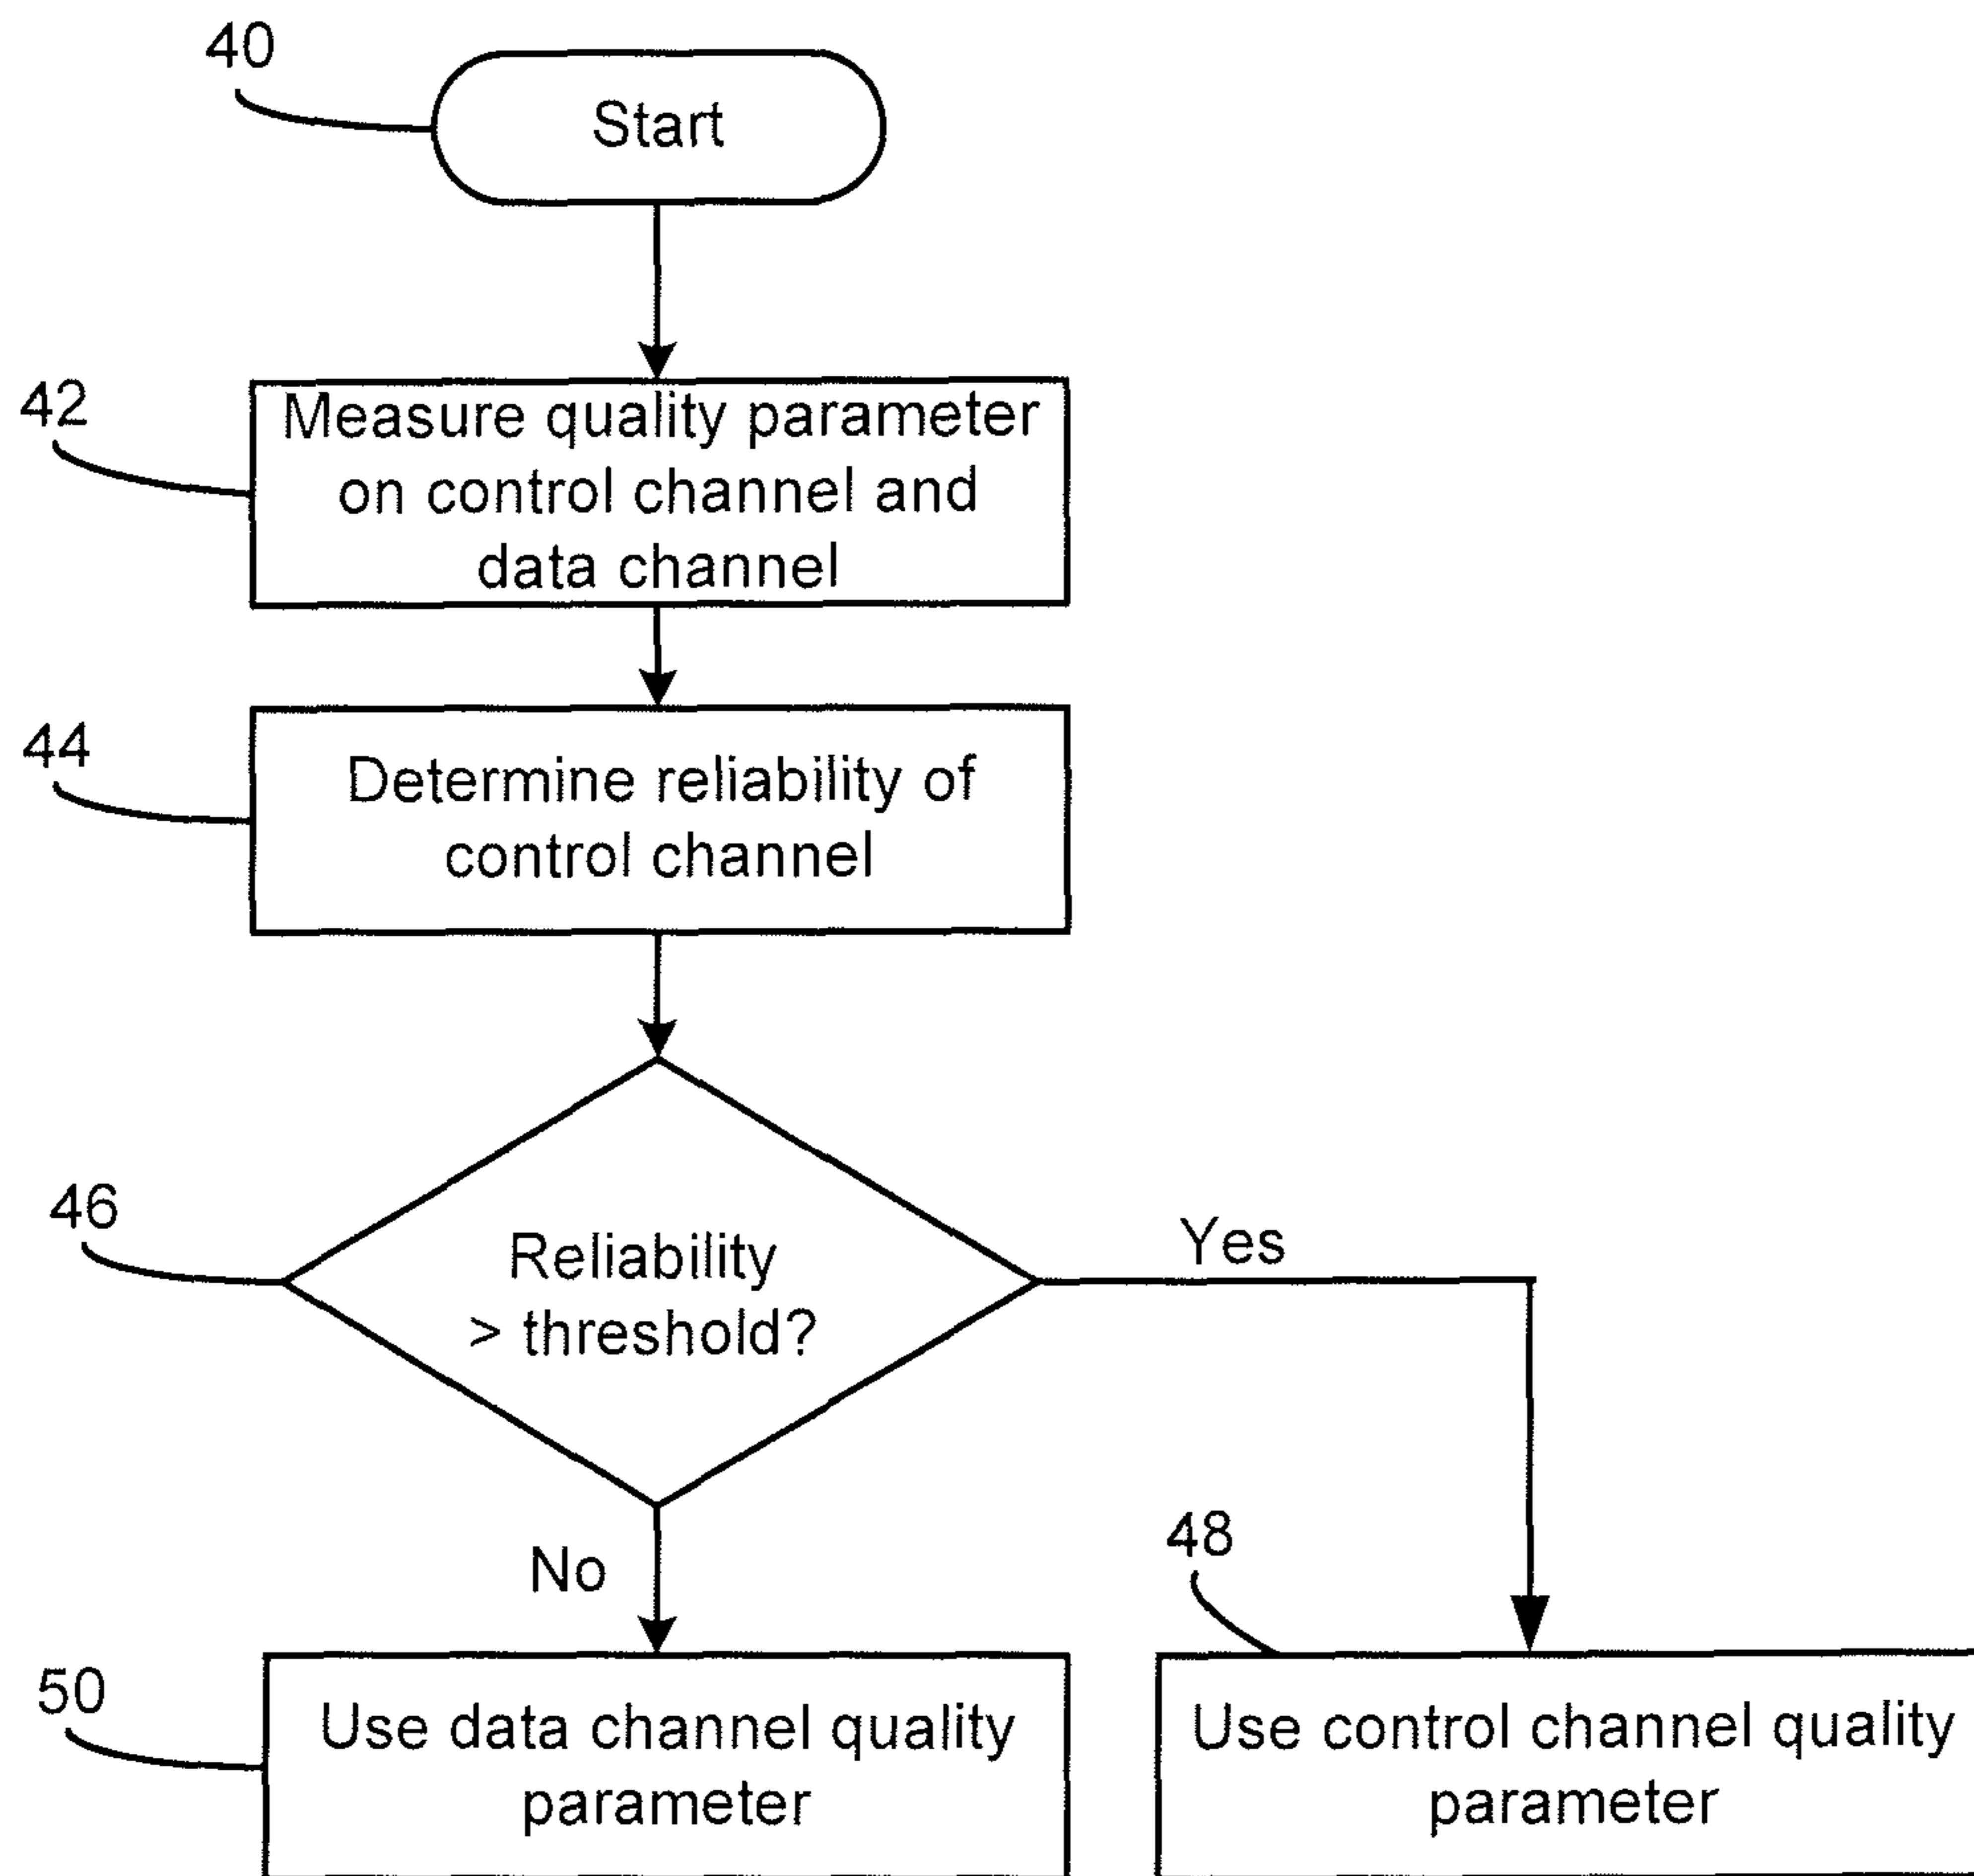 40
Start
42
Measure quality parameter
on control channel and
data channel
44
Determine reliability of
control channel
46
Reliability
> threshold?
Yes
No
48
50
Use data channel quality
parameter
Use control channel quality
parameter